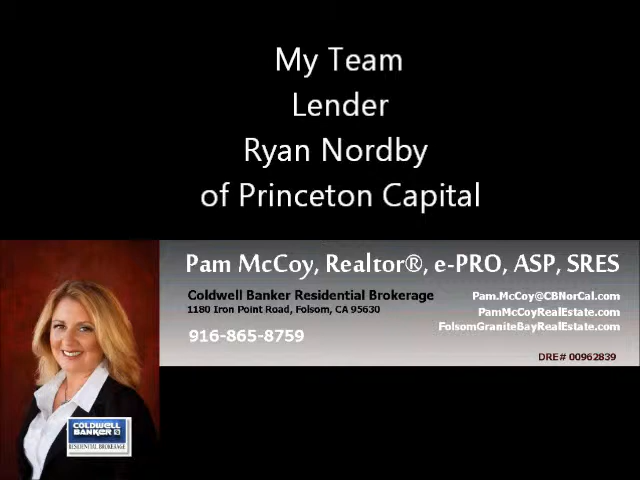 My Team
Lender
Ryan Nordby
of Princeton Capital
Pam McCoy, Realtor®, e-PRO, ASP, SRES
Coldwell Banker Residential Brokerage
1180 Iron Point Road, Folsom, CA 95630
916-865-8759
Pam.McCoy@CBNorCal.com
PamMcCoyRealEstate.com
FolsomGraniteBayRealEstate.com
DRE# 00962839
COLDWELL
BANKER
RESIDENTIAL BROKERAGE